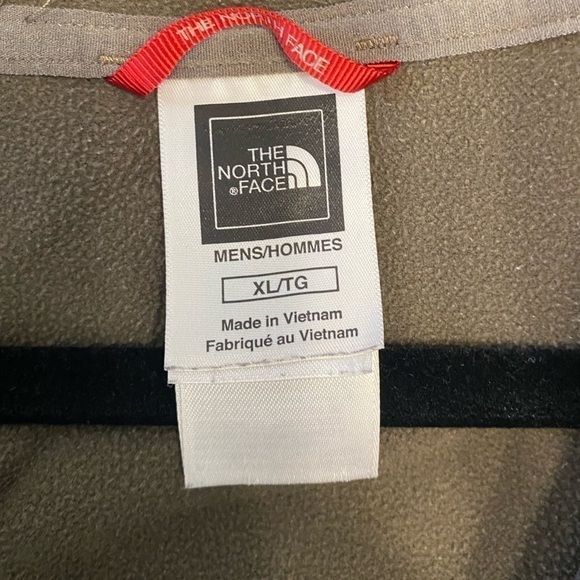 THE NORTH FACE
THE
NORTH
®FACE
MENS/HOMMES
XL/TG
Made in Vietnam
Fabriqué au Vietnam